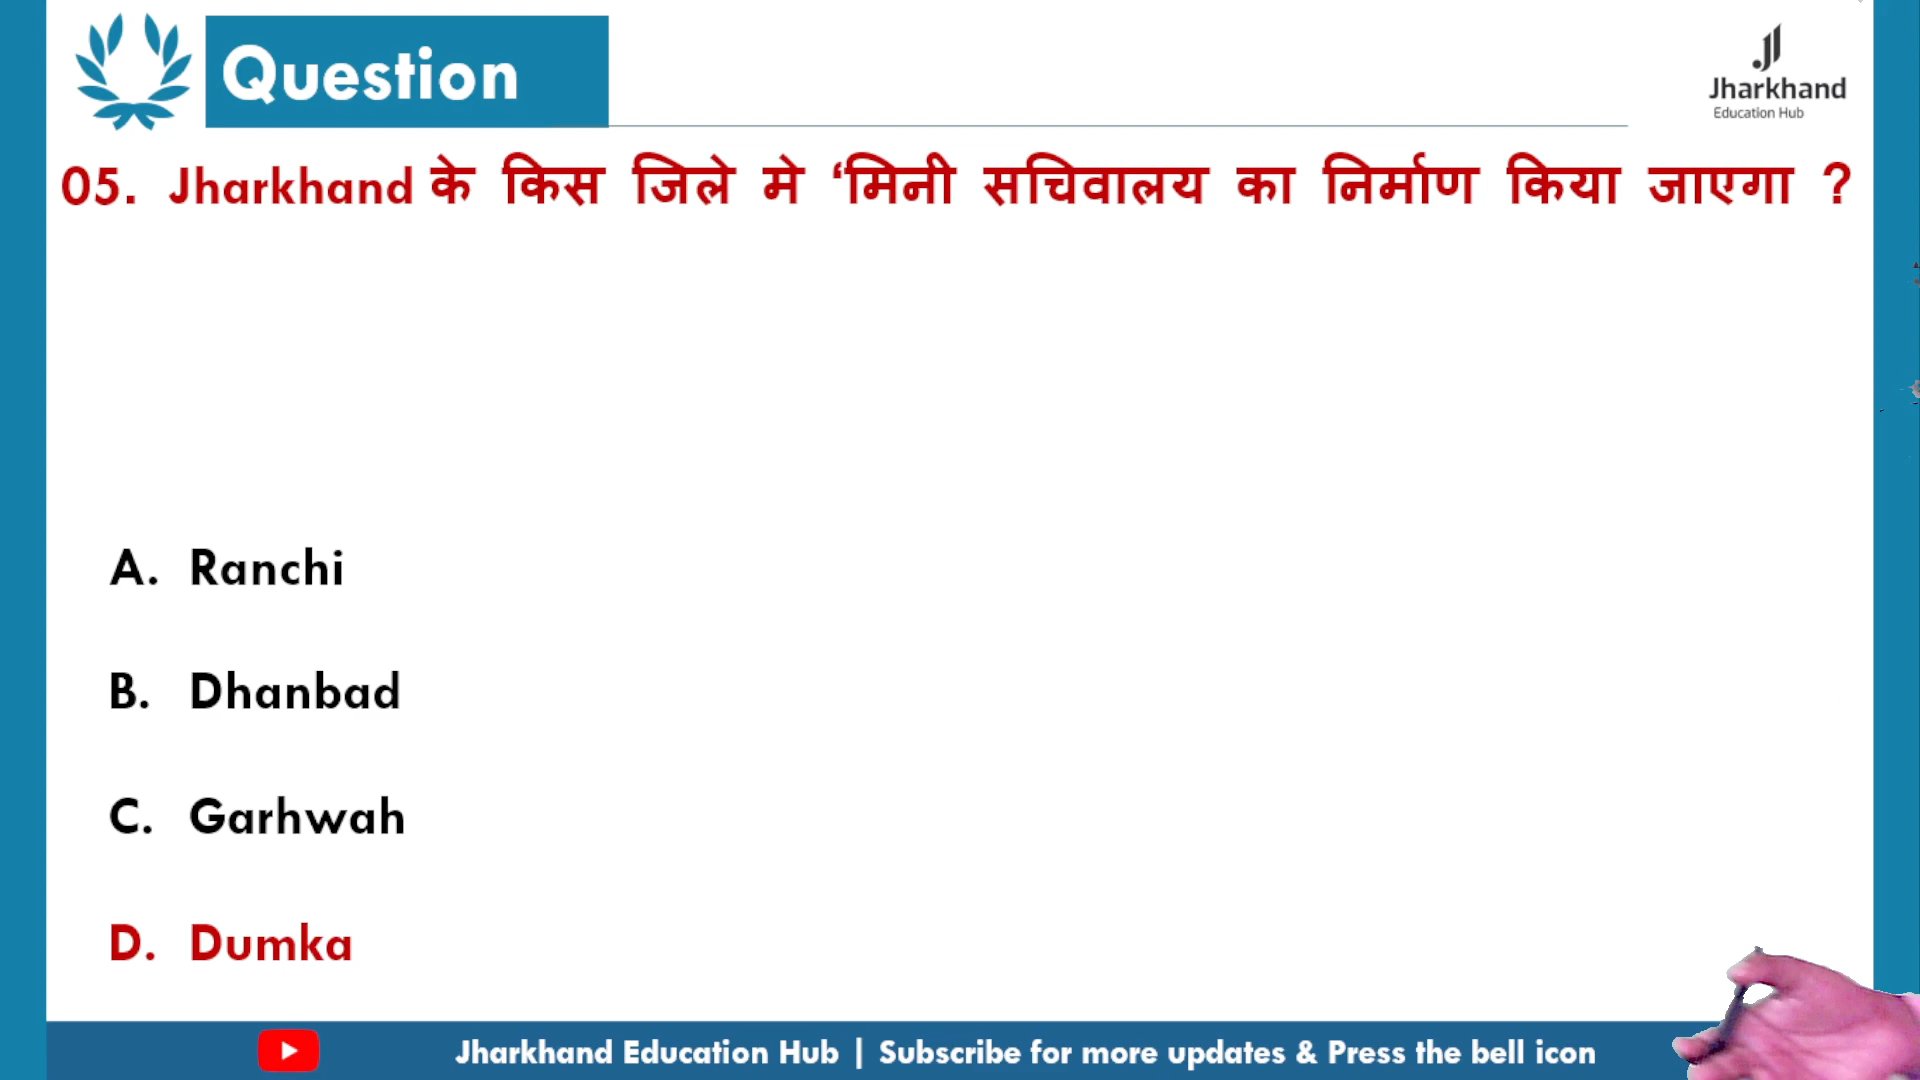 Question
Jharkhand
Education Hub
05. Jharkhand के किस जिले मे ‘मिनी सचिवालय का निर्माण किया जाएगा ?
A. Ranchi
B. Dhanbad
C. Garhwah
D. Dumka
Jharkhand Education Hub | Subscribe for more updates & Press the bell icon